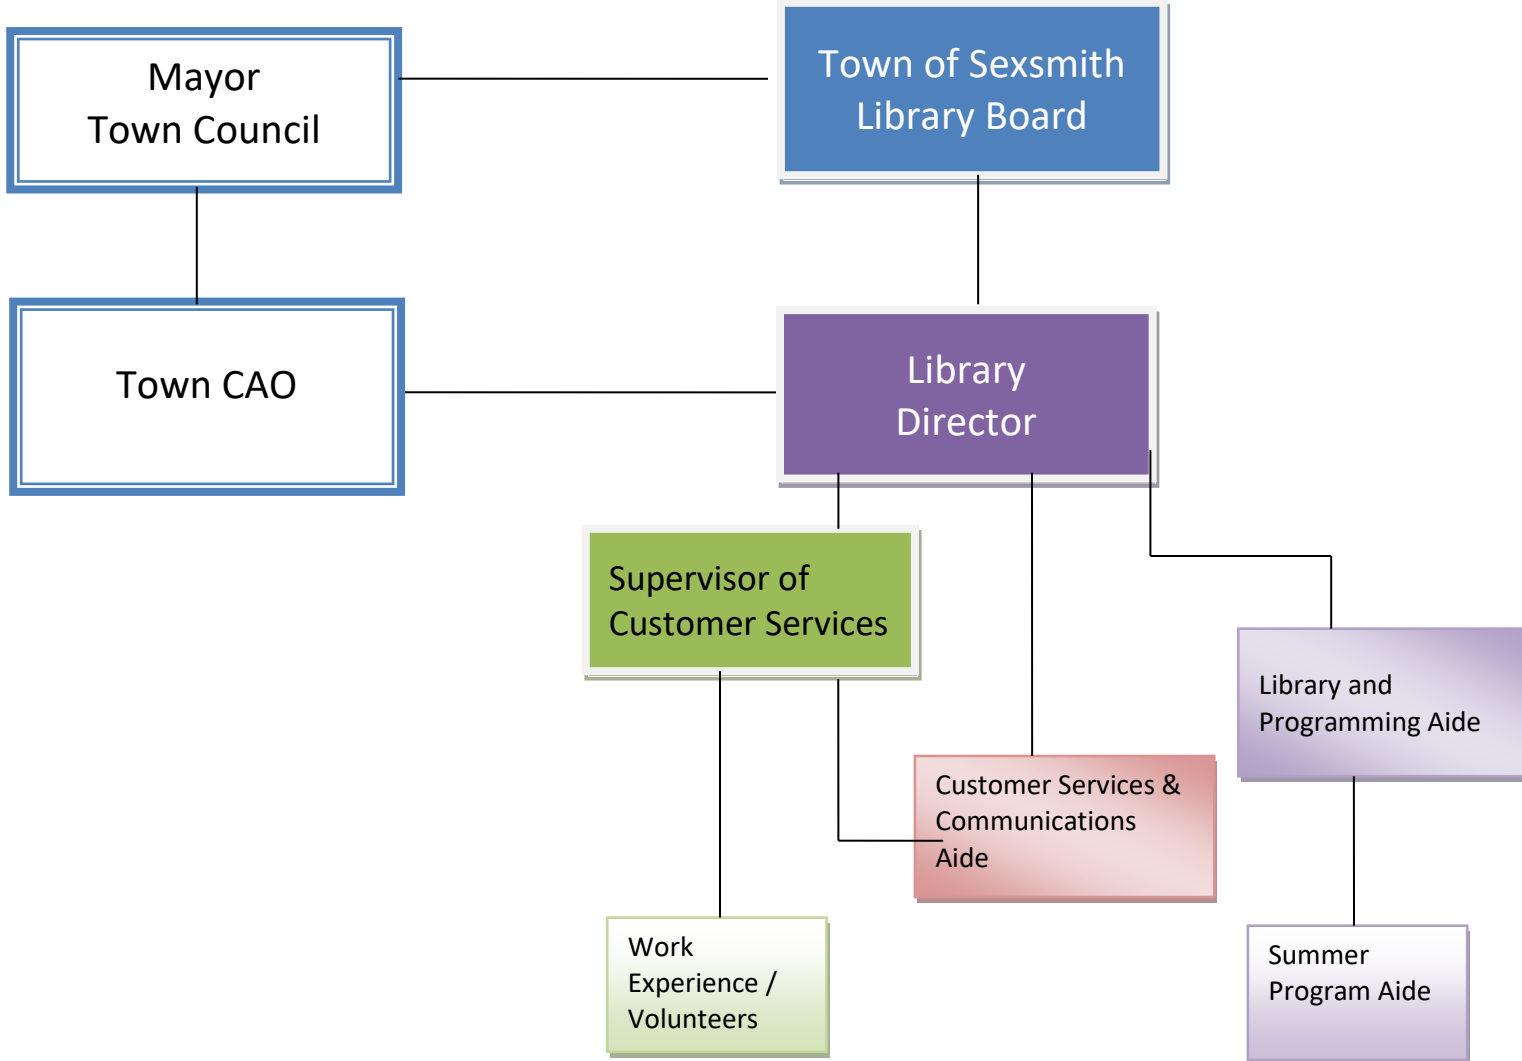 Mayor
Town Council
Town of Sexsmith
Library Board
Town CAO
Library
Director
Supervisor of
Customer Services
Library and
Programming Aide
Customer Services &
Communications
Aide
Work
Experience /
Volunteers
Summer
Program Aide